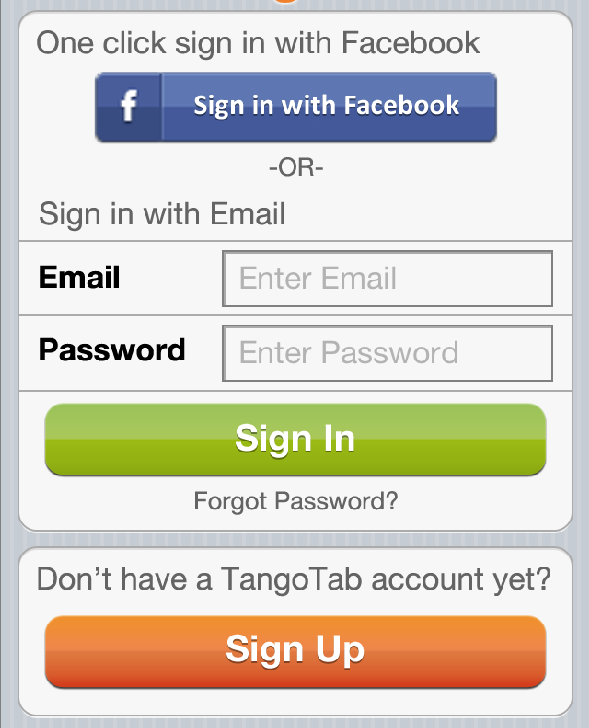 One click sign in with Facebook
f Sign in with Facebook
-OR-
Sign in with Email
Email Enter Email
Password Enter Password
Sign In
Forgot Password?
Don't have a TangoTab account yet?
Sign Up